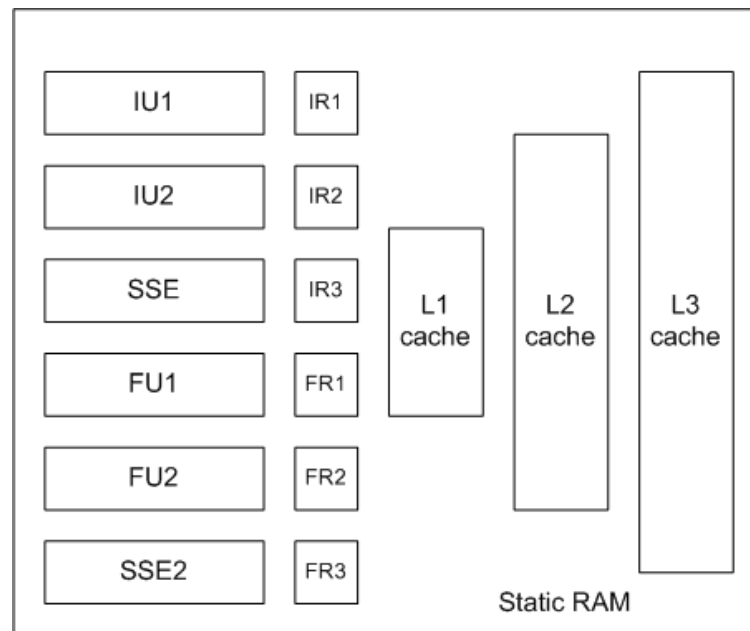 IU1
IR1
IU2
IR2
SSE
IR3
FU1
FR1
FU2
FR2
SSE2
FR3
L1
cache
L2
cache
L3
cache
Static RAM